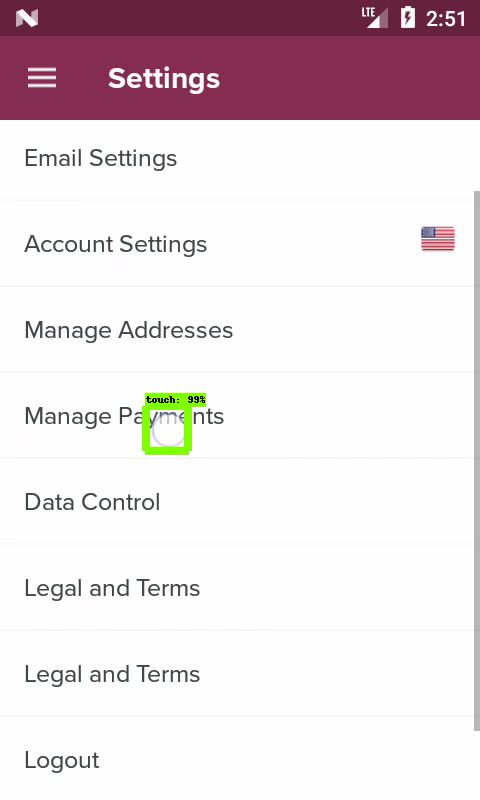 LTE 2:51
Settings
Email Settings
Account Settings
Manage Addresses
touch: 99%
Manage Payments
Data Control
Legal and Terms
Legal and Terms
Logout